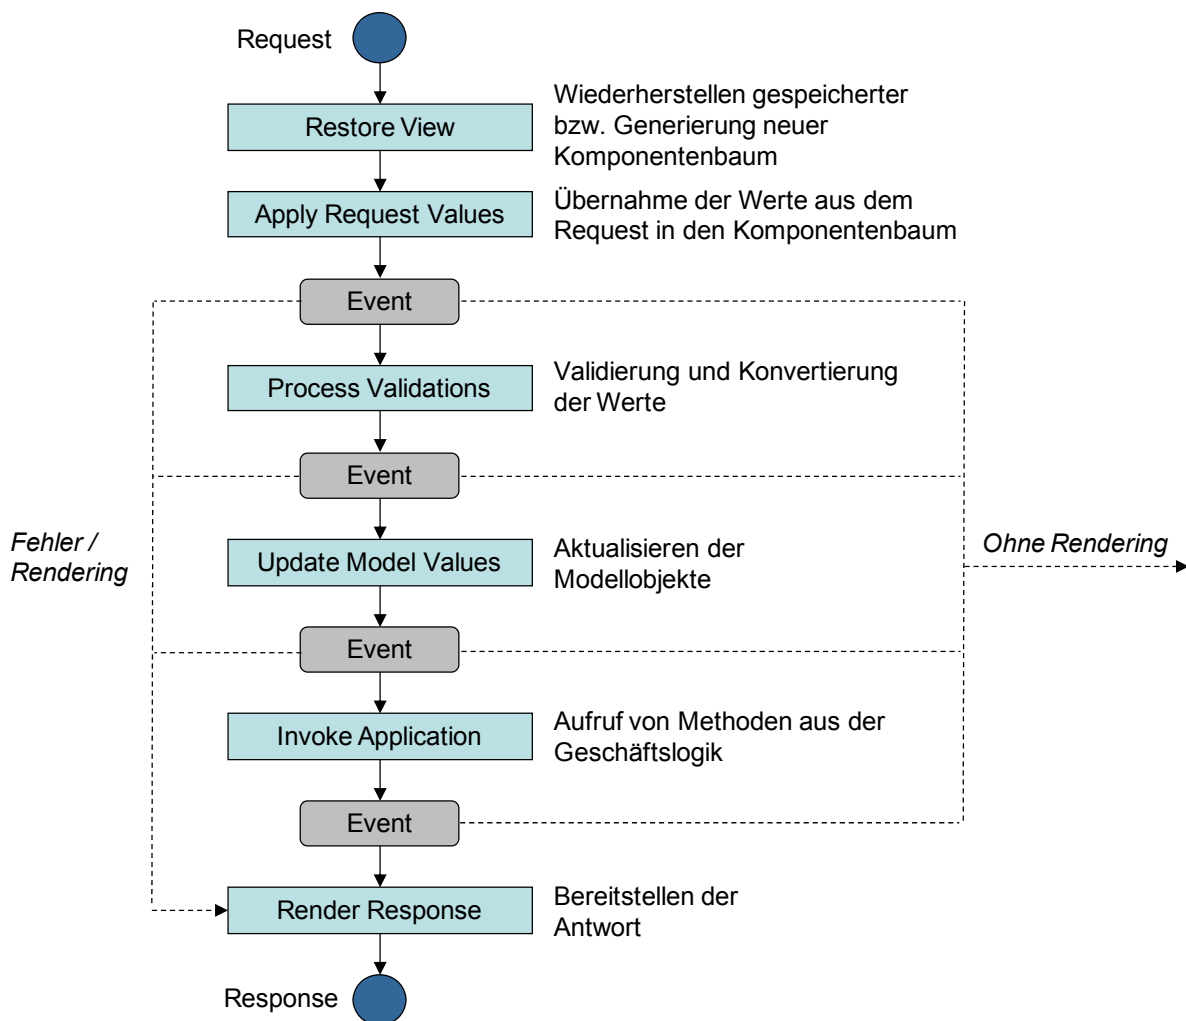 Request
Restore View
Wiederherstellen gespeicherter
bzw. Generierung neuer
Komponentenbaum
Apply Request Values
Übernahme der Werte aus dem
Request in den Komponentenbaum
Event
Process Validations
Validierung und Konvertierung
der Werte
Event
Fehler /
Rendering
Update Model Values
Aktualisieren der
Modellobjekte
Ohne Rendering
Event
Invoke Application
Aufruf von Methoden aus der
Geschäftslogik
Event
Render Response
Bereitstellen der
Antwort
Response